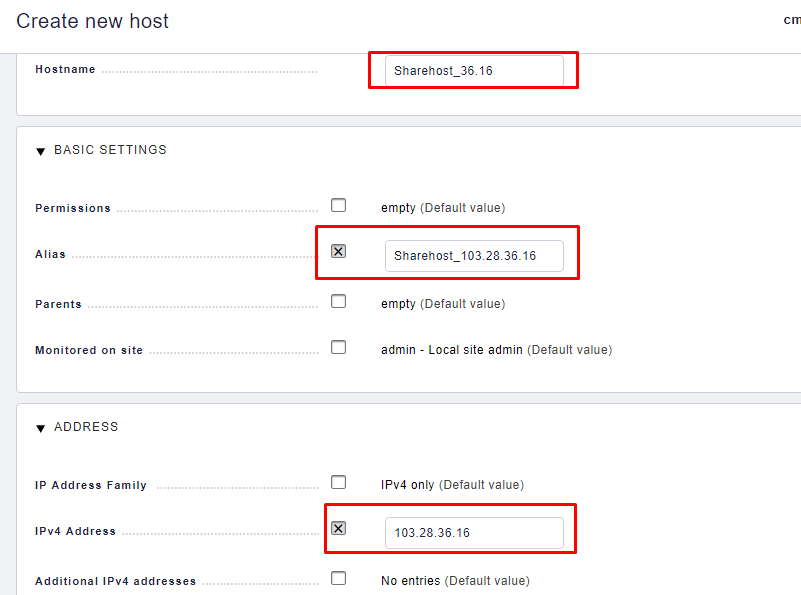 Create new host
cm
Hostname
Sharehost_36.16
BASIC SETTINGS
Permissions
empty (Default value)
Alias
Sharehost_103.28.36.16
Parents
empty (Default value)
Monitored on site
admin - Local site admin (Default value)
ADDRESS
IP Address Family
IPv4 only (Default value)
IPv4 Address
103.28.36.16
Additional IPv4 addresses
No entries (Default value)